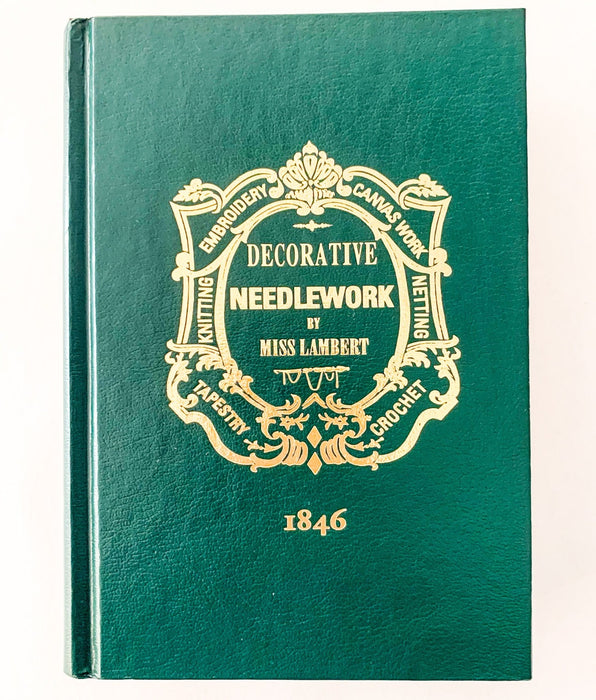 EMBROIDERY
CANVAS WORK
KNITTING
NETTING
TAPESTRY
CROCHET
DECORATIVE
NEEDLEWORK
BY
MISS LAMBERT
1846